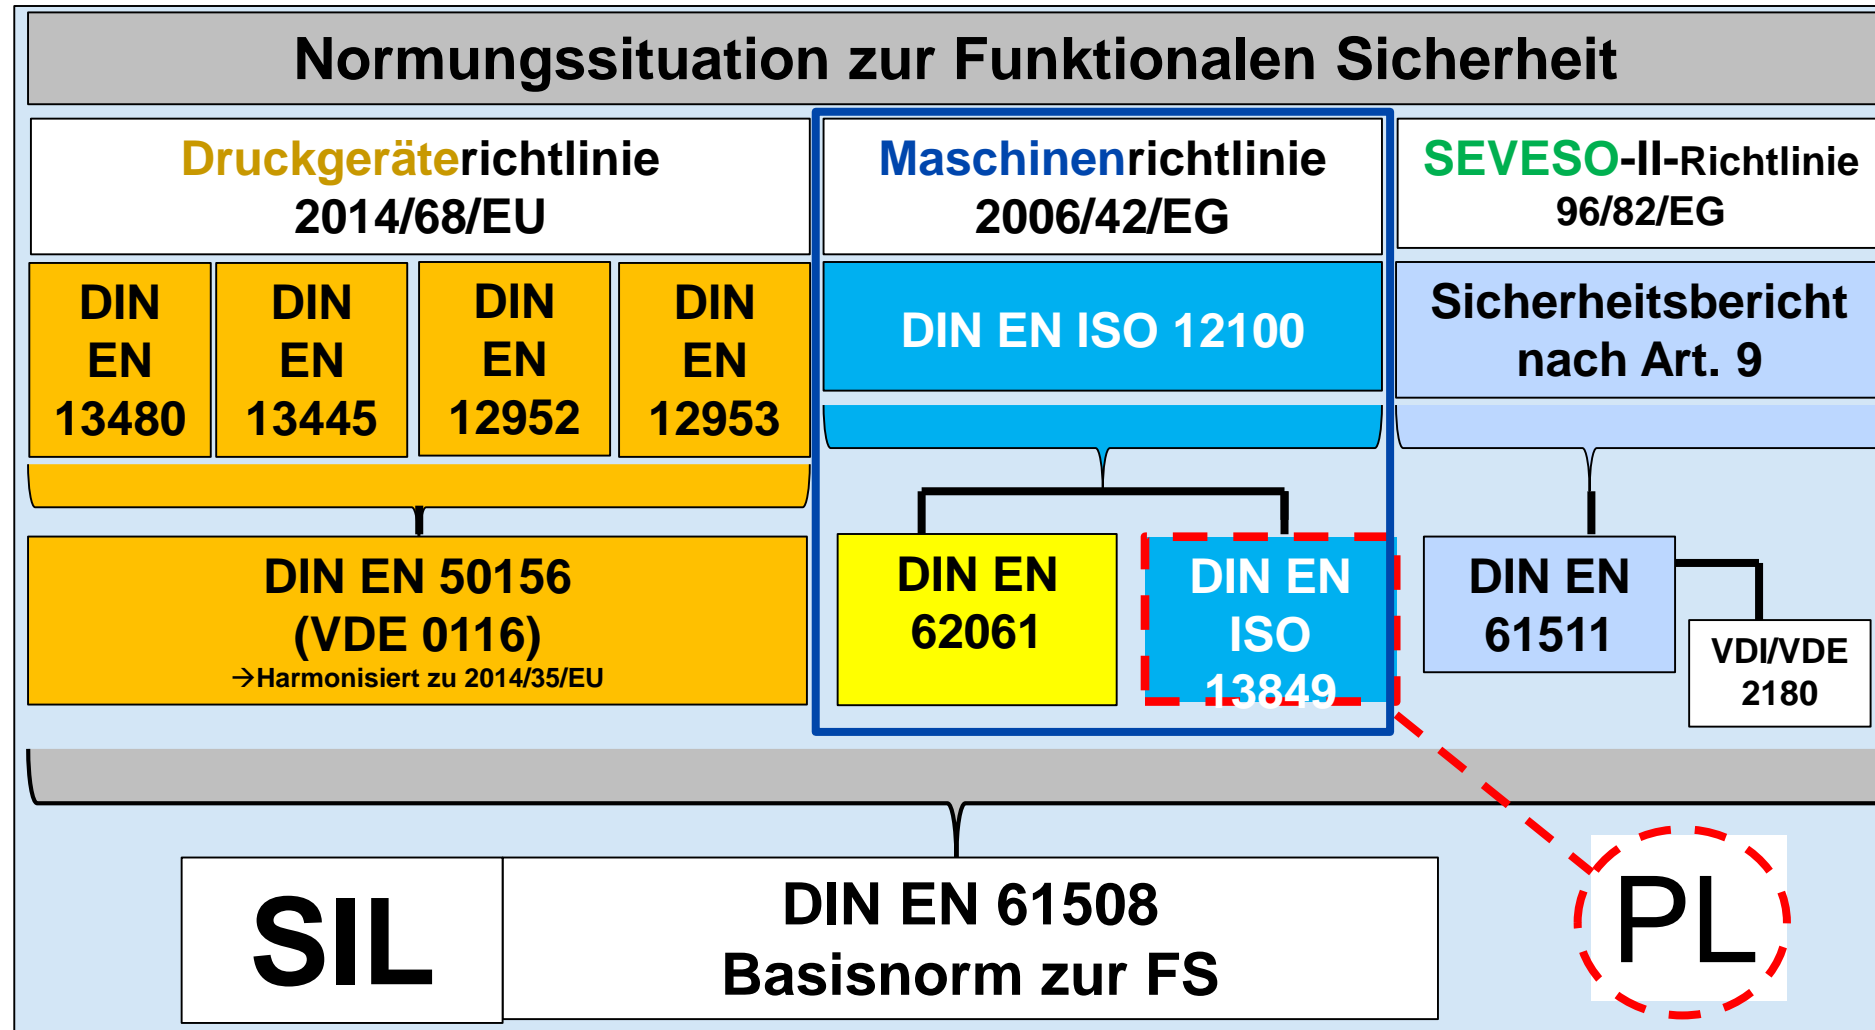 Normungssituation zur Funktionalen Sicherheit
Druckgeräterichtlinie
2014/68/EU
Maschinenrichtlinie
2006/42/EG
SEVESO-II-Richtlinie
96/82/EG
DIN
EN
13480
DIN
EN
13445
DIN
EN
12952
DIN
EN
12953
DIN EN ISO 12100
Sicherheitsbericht
nach Art. 9
DIN EN 50156
(VDE 0116)
→Harmonisiert zu 2014/35/EU
DIN EN
62061
DIN EN
ISO
13849
DIN EN
61511
VDI/VDE
2180
SIL
DIN EN 61508
Basisnorm zur FS
PL